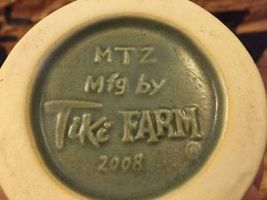 MTZ
Mfg by
Tiki FARM ®
2008